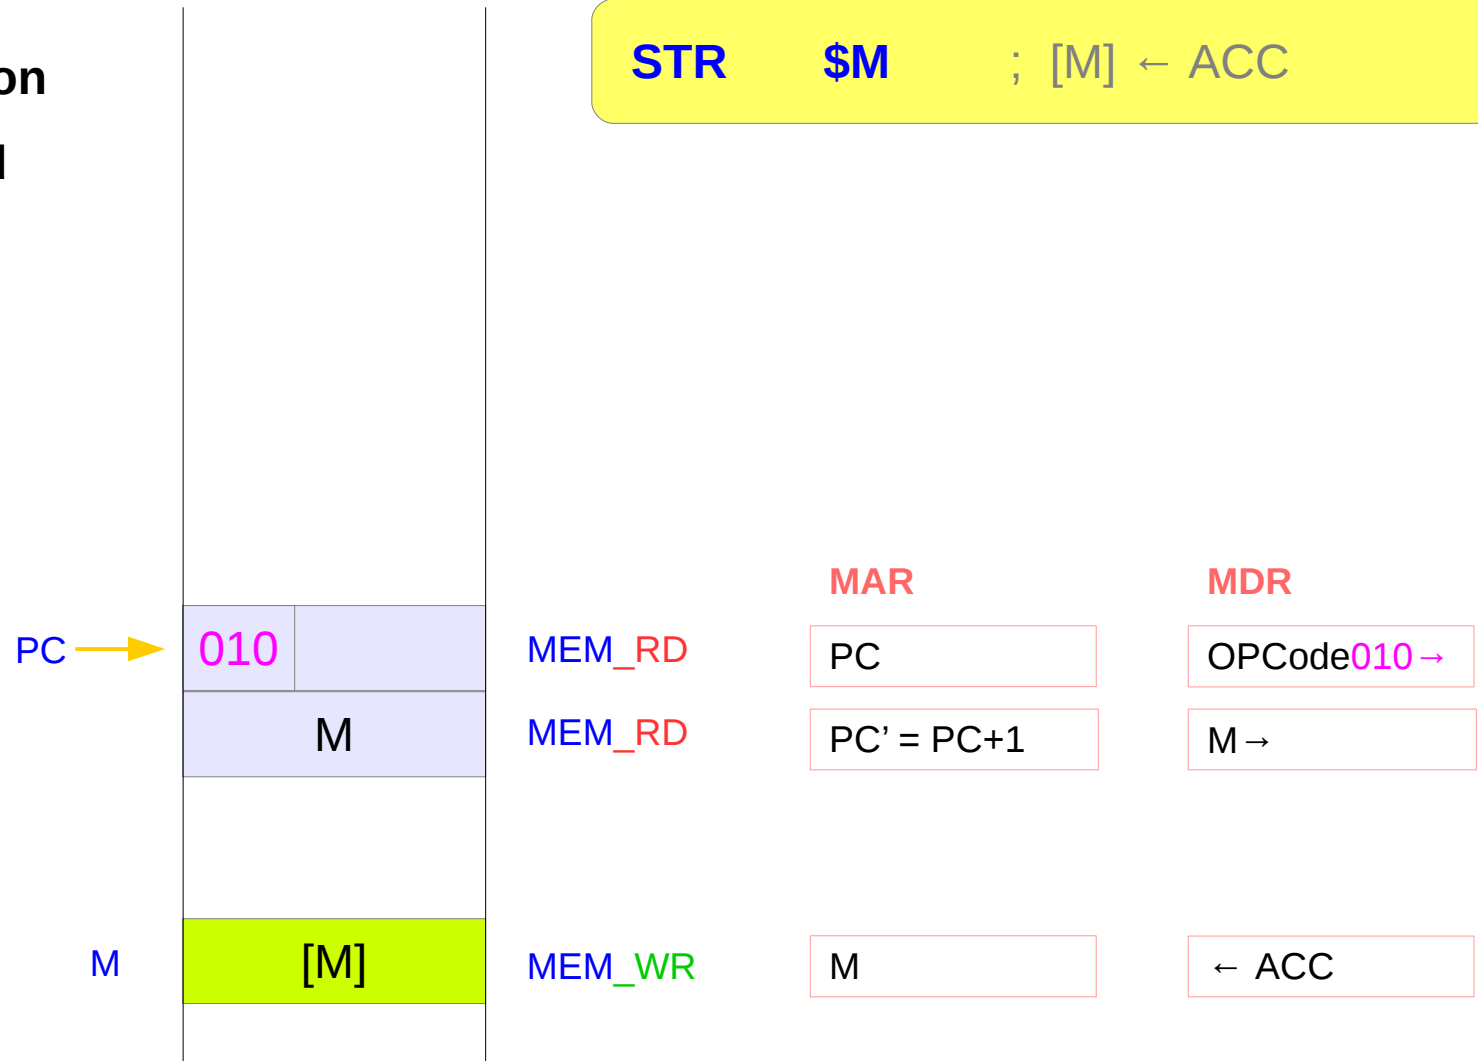 STR $M ; [M] ← ACC
on
MAR MDR
PC 010 MEM_RD PC OPCode010→
M MEM_RD PC’ = PC+1 M→
M [M] MEM_WR M ← ACC